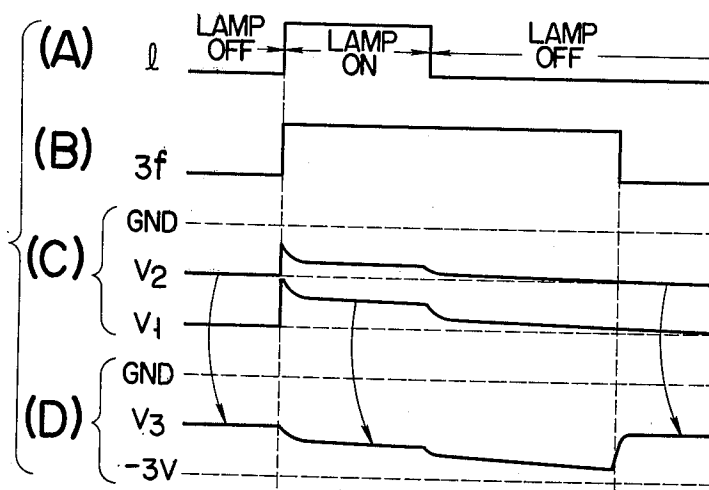 (A) l LAMP OFF LAMP ON LAMP OFF
(B) 3f
GND
(C) V2
V1
GND
(D) V3
-3V